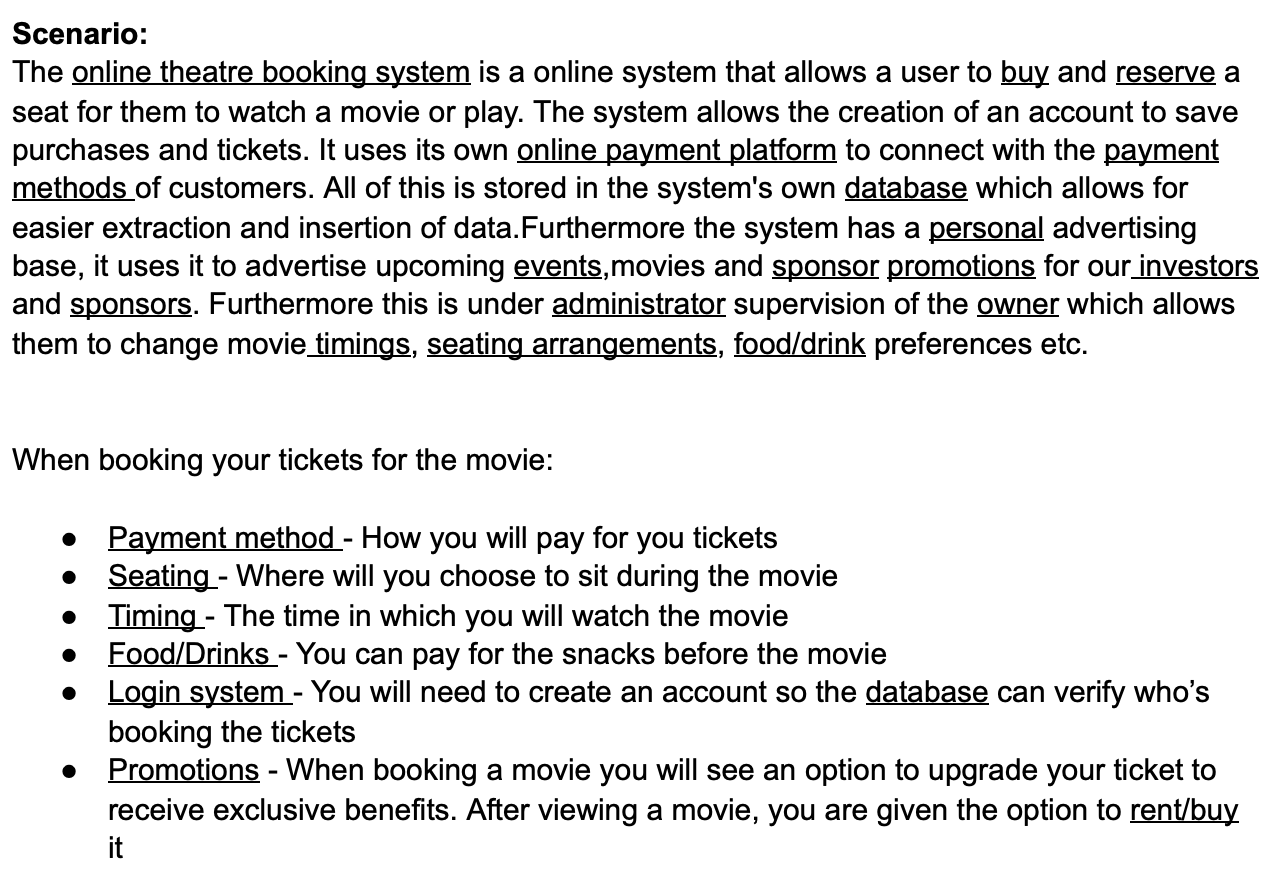 Scenario:
The online theatre booking system is a online system that allows a user to buy and reserve a
seat for them to watch a movie or play. The system allows the creation of an account to save
purchases and tickets. It uses its own online payment platform to connect with the payment
methods of customers. All of this is stored in the system's own database which allows for
easier extraction and insertion of data.Furthermore the system has a personal advertising
base, it uses it to advertise upcoming events,movies and sponsor promotions for our investors
and sponsors. Furthermore this is under administrator supervision of the owner which allows
them to change movie timings, seating arrangements, food/drink preferences etc.
When booking your tickets for the movie:
● Payment method - How you will pay for you tickets
● Seating - Where will you choose to sit during the movie
● Timing - The time in which you will watch the movie
● Food/Drinks - You can pay for the snacks before the movie
● Login system - You will need to create an account so the database can verify who’s
booking the tickets
● Promotions - When booking a movie you will see an option to upgrade your ticket to
receive exclusive benefits. After viewing a movie, you are given the option to rent/buy
it